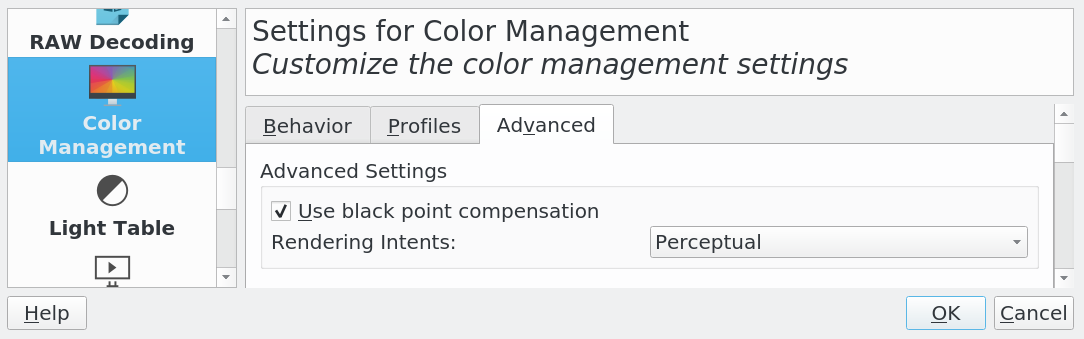 RAW Decoding
Color
Management
Light Table
Settings for Color Management
Customize the color management settings
Behavior
Profiles
Advanced
Advanced Settings
Use black point compensation
Rendering Intents:
Perceptual
Help
OK
Cancel